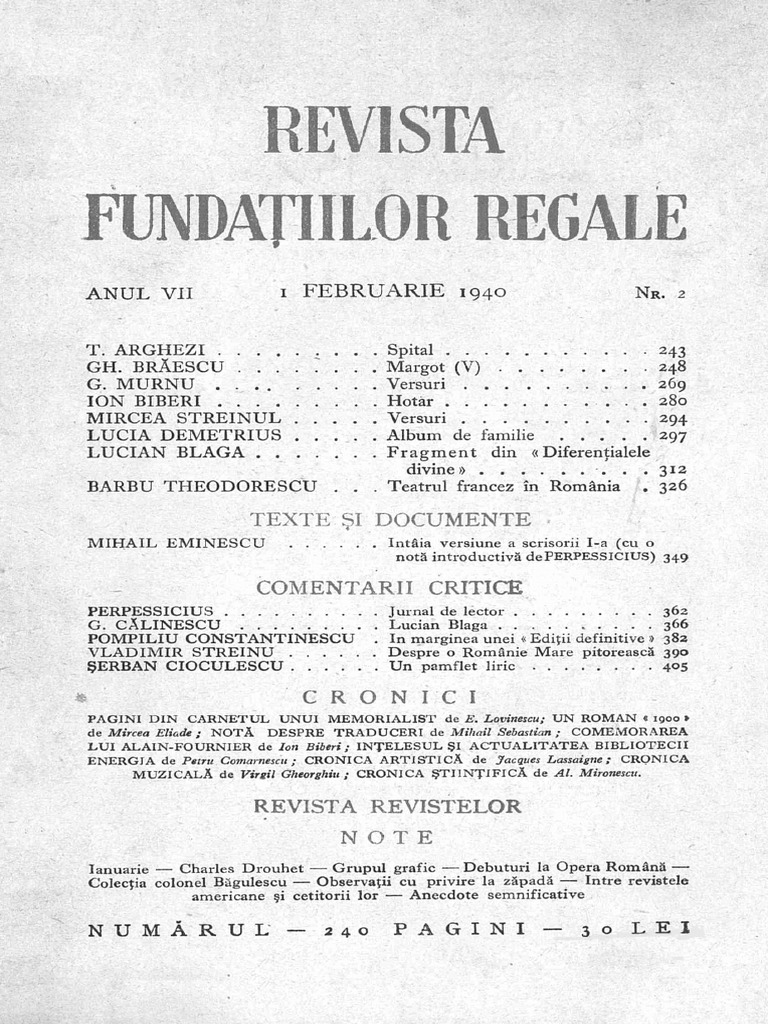 REVISTA
FUNDAȚIILOR REGALE
ANUL VII 1 FEBRUARIE 1940 NR. 2
T. ARGHEZI . . . . . . . . . Spital . . . . . . . . . . . 243
GH. BRĂESCU . . . . . . . . Margot (V) . . . . . . . . 248
G. MURNU . . . . . . . . . Versuri . . . . . . . . . . 269
ION BIBERI . . . . . . . . . Hotar . . . . . . . . . . . 280
MIRCEA STREINUL . . . . . Versuri . . . . . . . . . . 294
LUCIA DEMETRIUS . . . . . Album de familie . . . . . 297
LUCIAN BLAGA . . . . . . . Fragment din « Diferențialele
divine » . . . . . . . . . 312
BARBU THEODORESCU . . . Teatrul francez în România . 326
TEXTE ȘI DOCUMENTE
MIHAIL EMINESCU . . . . . . Intâia versiune a scrisorii I-a (cu o
notă introductivă de PERPESSICIUS) 349
COMENTARII CRITICE
PERPESSICIUS . . . . . . . . . . Jurnal de lector . . . . . . . . . 362
G. CĂLINESCU . . . . . . . . . . Lucian Blaga . . . . . . . . . . 366
POMPILIU CONSTANTINESCU . In marginea unei « Ediții definitive » 382
VLADIMIR STREINU . . . . . . Despre o Românie Mare pitorească 390
ȘERBAN CIOCULESCU . . . . . . Un pamflet liric . . . . . . . . 405
CRONICI
PAGINI DIN CARNETUL UNUI MEMORIALIST de E. Lovinescu; UN ROMAN « 1900 »
de Mircea Eliade; NOTĂ DESPRE TRADUCERI de Mihail Sebastian; COMEMORAREA
LUI ALAIN-FOURNIER de Ion Biberi; INȚELESUL ȘI ACTUALITATEA BIBLIOTECII
ENERGIA de Petru Comarnescu; CRONICA ARTISTICĂ de Jacques Lassaigne; CRONICA
MUZICALĂ de Virgil Gheorghiu; CRONICA ȘTIINȚIFICĂ de Al. Mironescu.
REVISTA REVISTELOR
NOTE
Ianuarie — Charles Drouhet — Grupul grafic — Debuturi la Opera Română —
Colecția colonel Băgulescu — Observații cu privire la zăpadă — Intre revistele
americane și cetitorii lor — Anecdote semnificative
NUMĂRUL — 240 PAGINI — 30 LEI